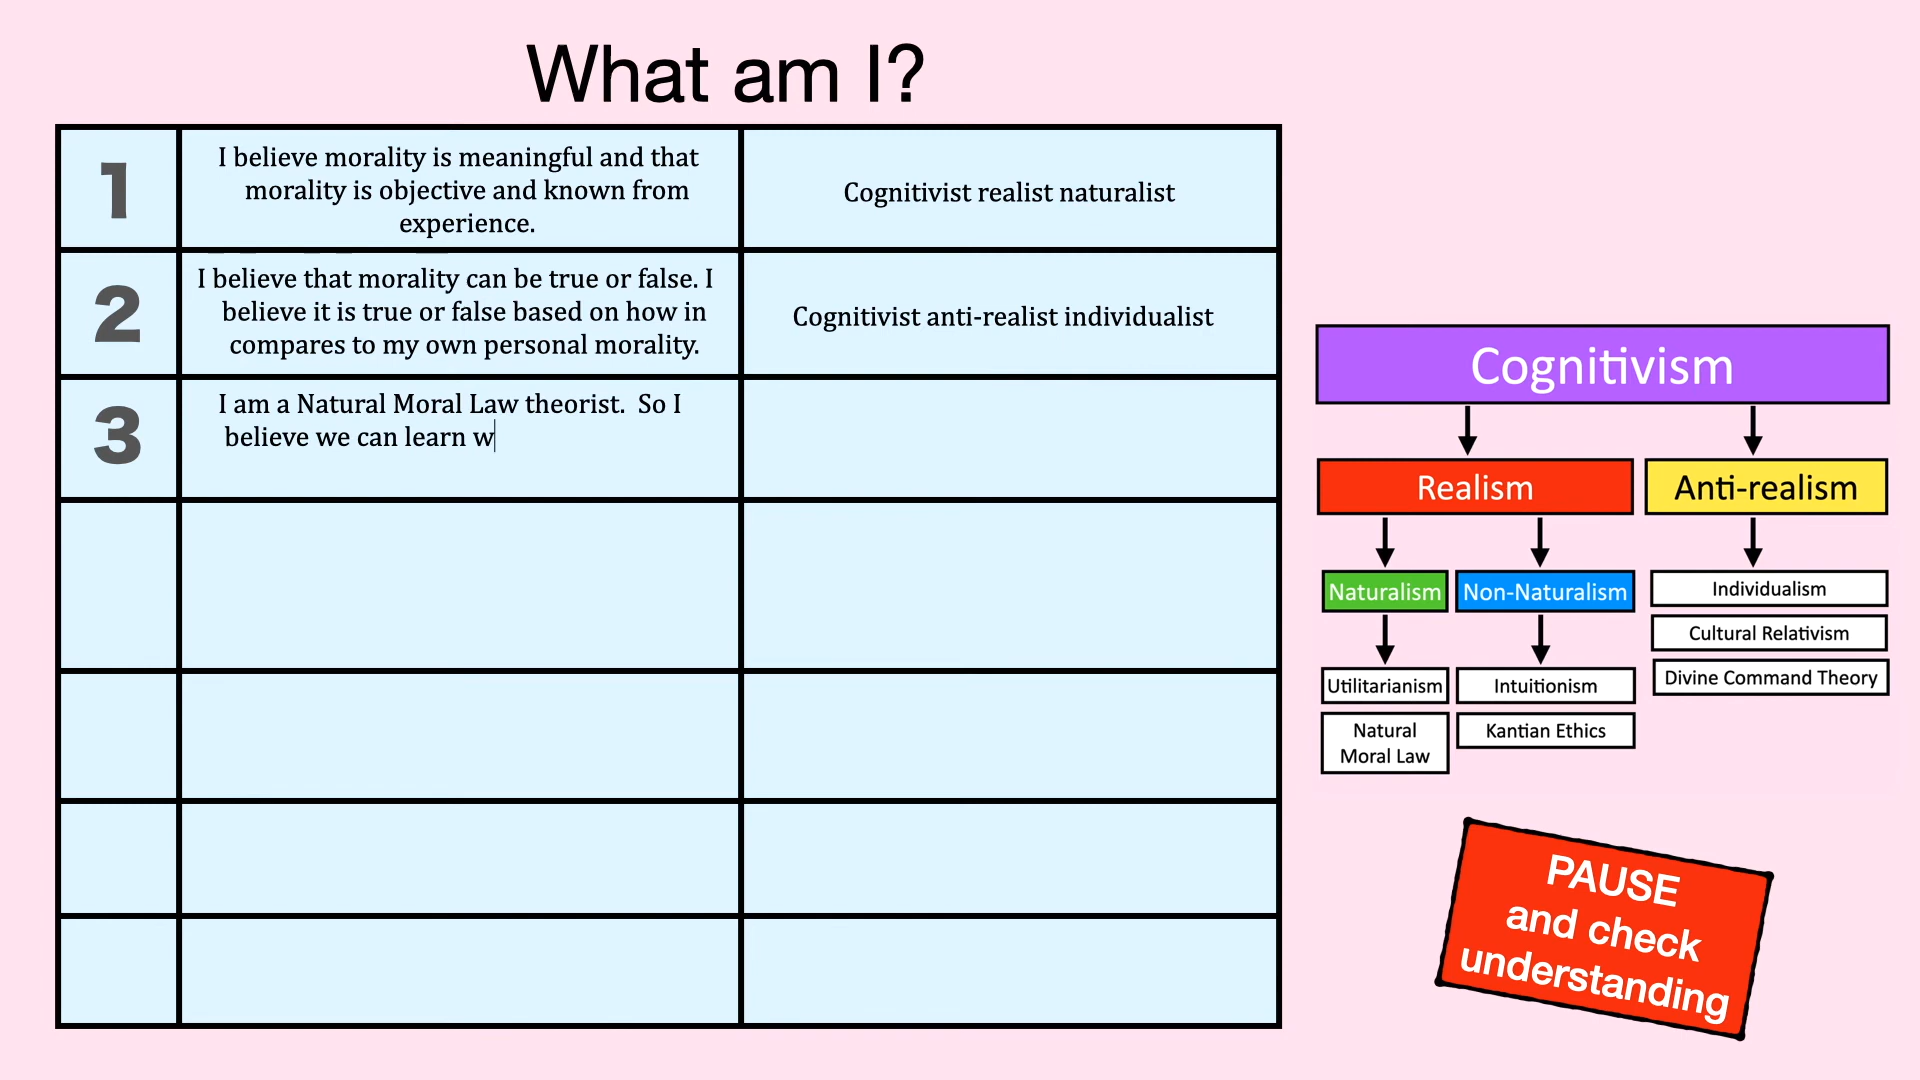 What am I?
1
I believe morality is meaningful and that
morality is objective and known from
experience.
Cognitivist realist naturalist
2
I believe that morality can be true or false. I
believe it is true or false based on how in
compares to my own personal morality.
Cognitivist anti-realist individualist
3
I am a Natural Moral Law theorist.  So I
believe we can learn w
Cognitivism
Realism
Anti-realism
Naturalism
Non-Naturalism
Individualism
Cultural Relativism
Divine Command Theory
Utilitarianism
Intuitionism
Natural
Moral Law
Kantian Ethics
PAUSE
and check
understanding